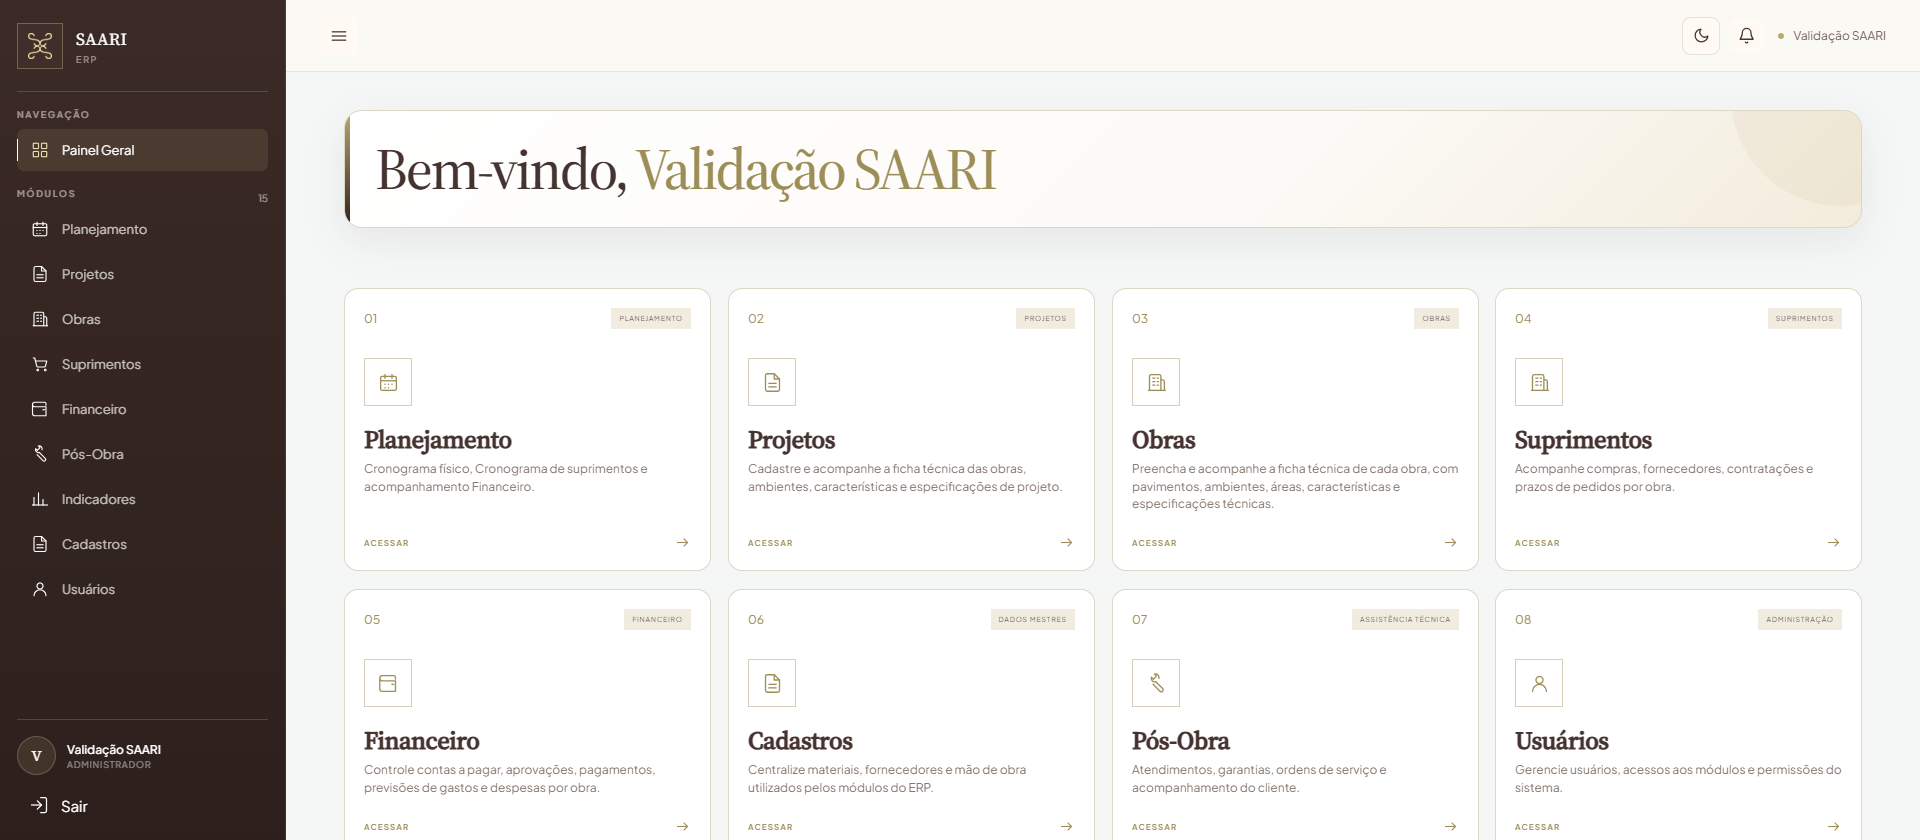 SAARI
ERP
NAVEGAÇÃO
Painel Geral
MÓDULOS
15
Planejamento
Projetos
Obras
Suprimentos
Financeiro
Pós-Obra
Indicadores
Cadastros
Usuários
V
Validação SAARI
ADMINISTRADOR
Sair
Validação SAARI
Bem-vindo, Validação SAARI
01
PLANEJAMENTO
Planejamento
Cronograma físico, Cronograma de suprimentos e
acompanhamento Financeiro.
ACESSAR
02
PROJETOS
Projetos
Cadastre e acompanhe a ficha técnica das obras,
ambientes, características e especificações de projeto.
ACESSAR
03
OBRAS
Obras
Preencha e acompanhe a ficha técnica de cada obra, com
pavimentos, ambientes, áreas, características e
especificações técnicas.
ACESSAR
04
SUPRIMENTOS
Suprimentos
Acompanhe compras, fornecedores, contratações e
prazos de pedidos por obra.
ACESSAR
05
FINANCEIRO
Financeiro
Controle contas a pagar, aprovações, pagamentos,
previsões de gastos e despesas por obra.
ACESSAR
06
DADOS MESTRES
Cadastros
Centralize materiais, fornecedores e mão de obra
utilizados pelos módulos do ERP.
ACESSAR
07
ASSISTÊNCIA TÉCNICA
Pós-Obra
Atendimentos, garantias, ordens de serviço e
acompanhamento do cliente.
ACESSAR
08
ADMINISTRAÇÃO
Usuários
Gerencie usuários, acessos aos módulos e permissões do
sistema.
ACESSAR